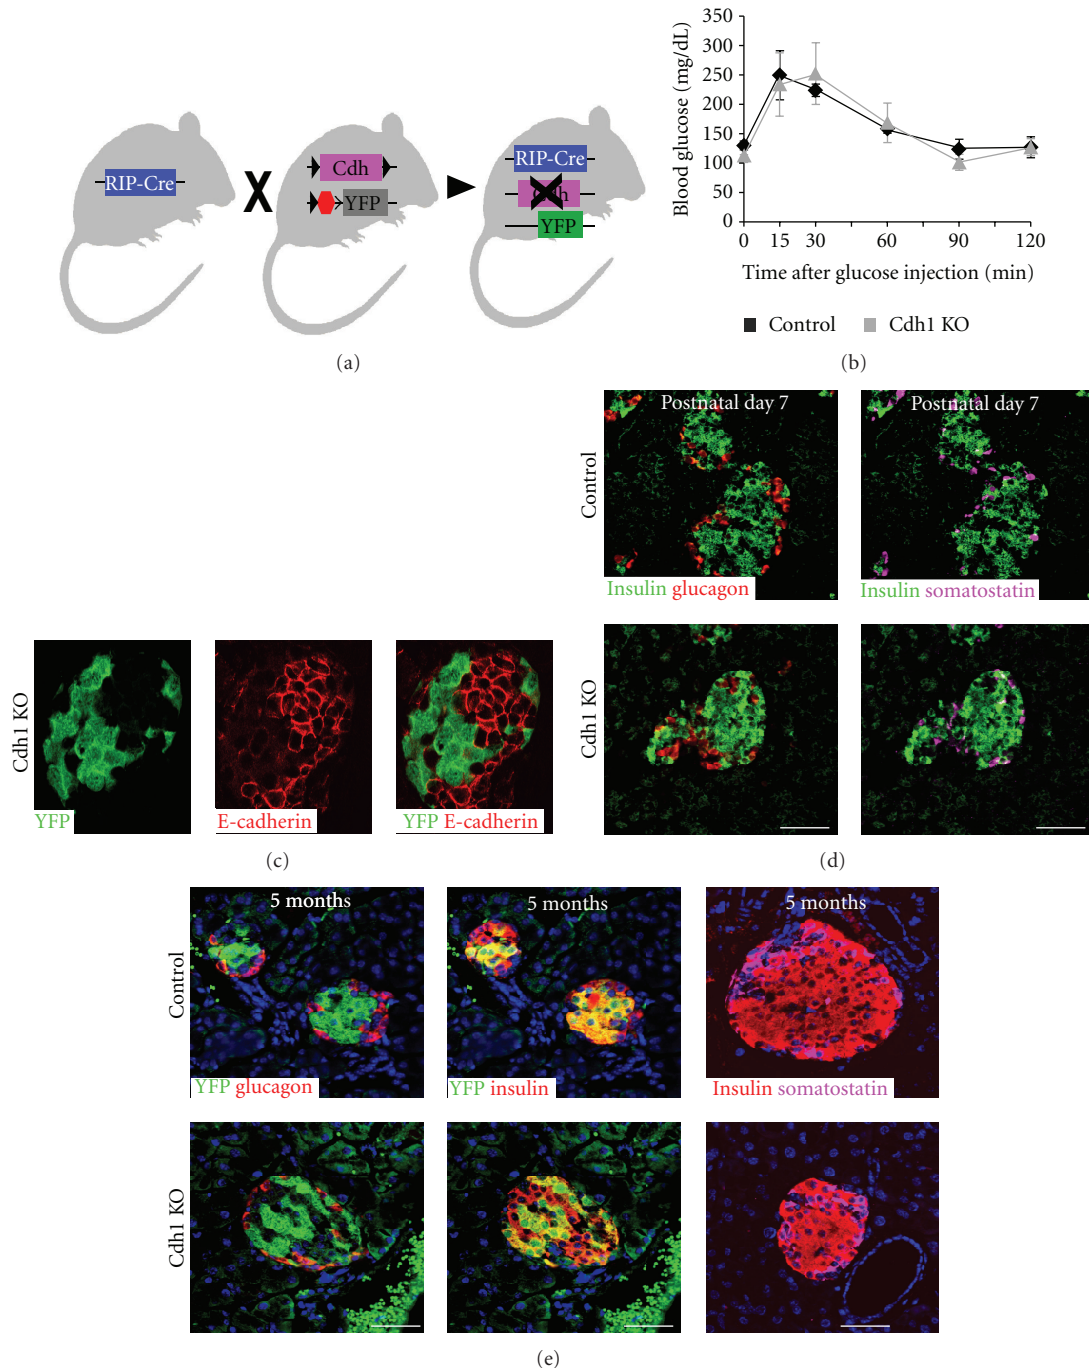 RIP-Cre
X
Cdh
YFP
RIP-Cre
Cdh
YFP
(a)
Blood glucose (mg/dL)
350
300
250
200
150
100
50
0
0 15 30 60 90 120
Time after glucose injection (min)
Control Cdh1 KO
(b)
Cdh1 KO
YFP
E-cadherin
YFP E-cadherin
(c)
Control
Postnatal day 7
Postnatal day 7
Insulin glucagon
Insulin somatostatin
Cdh1 KO
(d)
Control
5 months
5 months
5 months
YFP glucagon
YFP insulin
Insulin somatostatin
Cdh1 KO
(e)